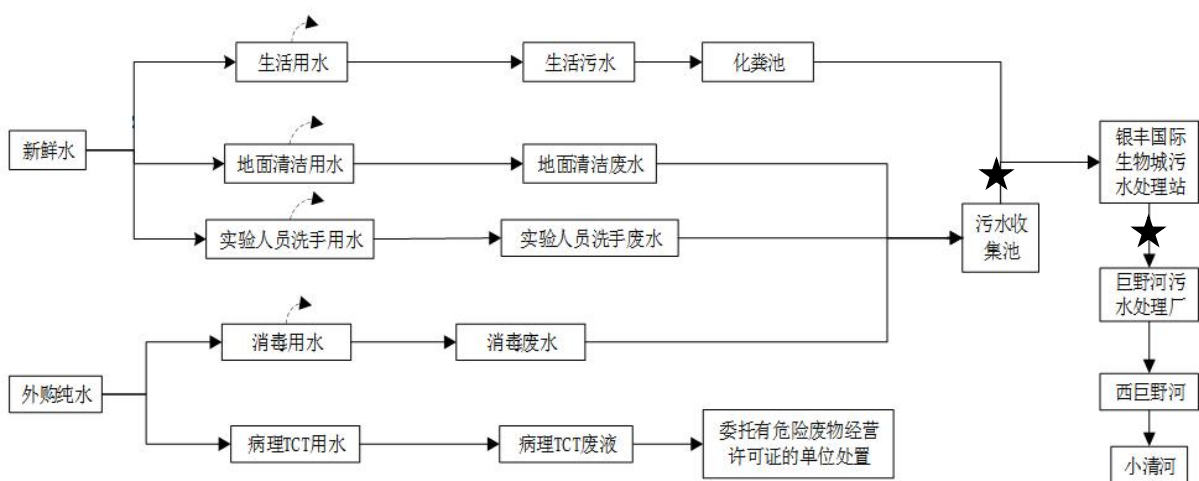 生活用水
生活污水
化粪池
新鲜水
地面清洁用水
地面清洁废水
实验人员洗手用水
实验人员洗手废水
污水收
集池
银丰国际
生物城污
水处理站
巨野河污
水处理厂
西巨野河
小清河
外购纯水
消毒用水
消毒废水
病理TCT用水
病理TCT废液
委托有危险废物经营
许可证的单位处置